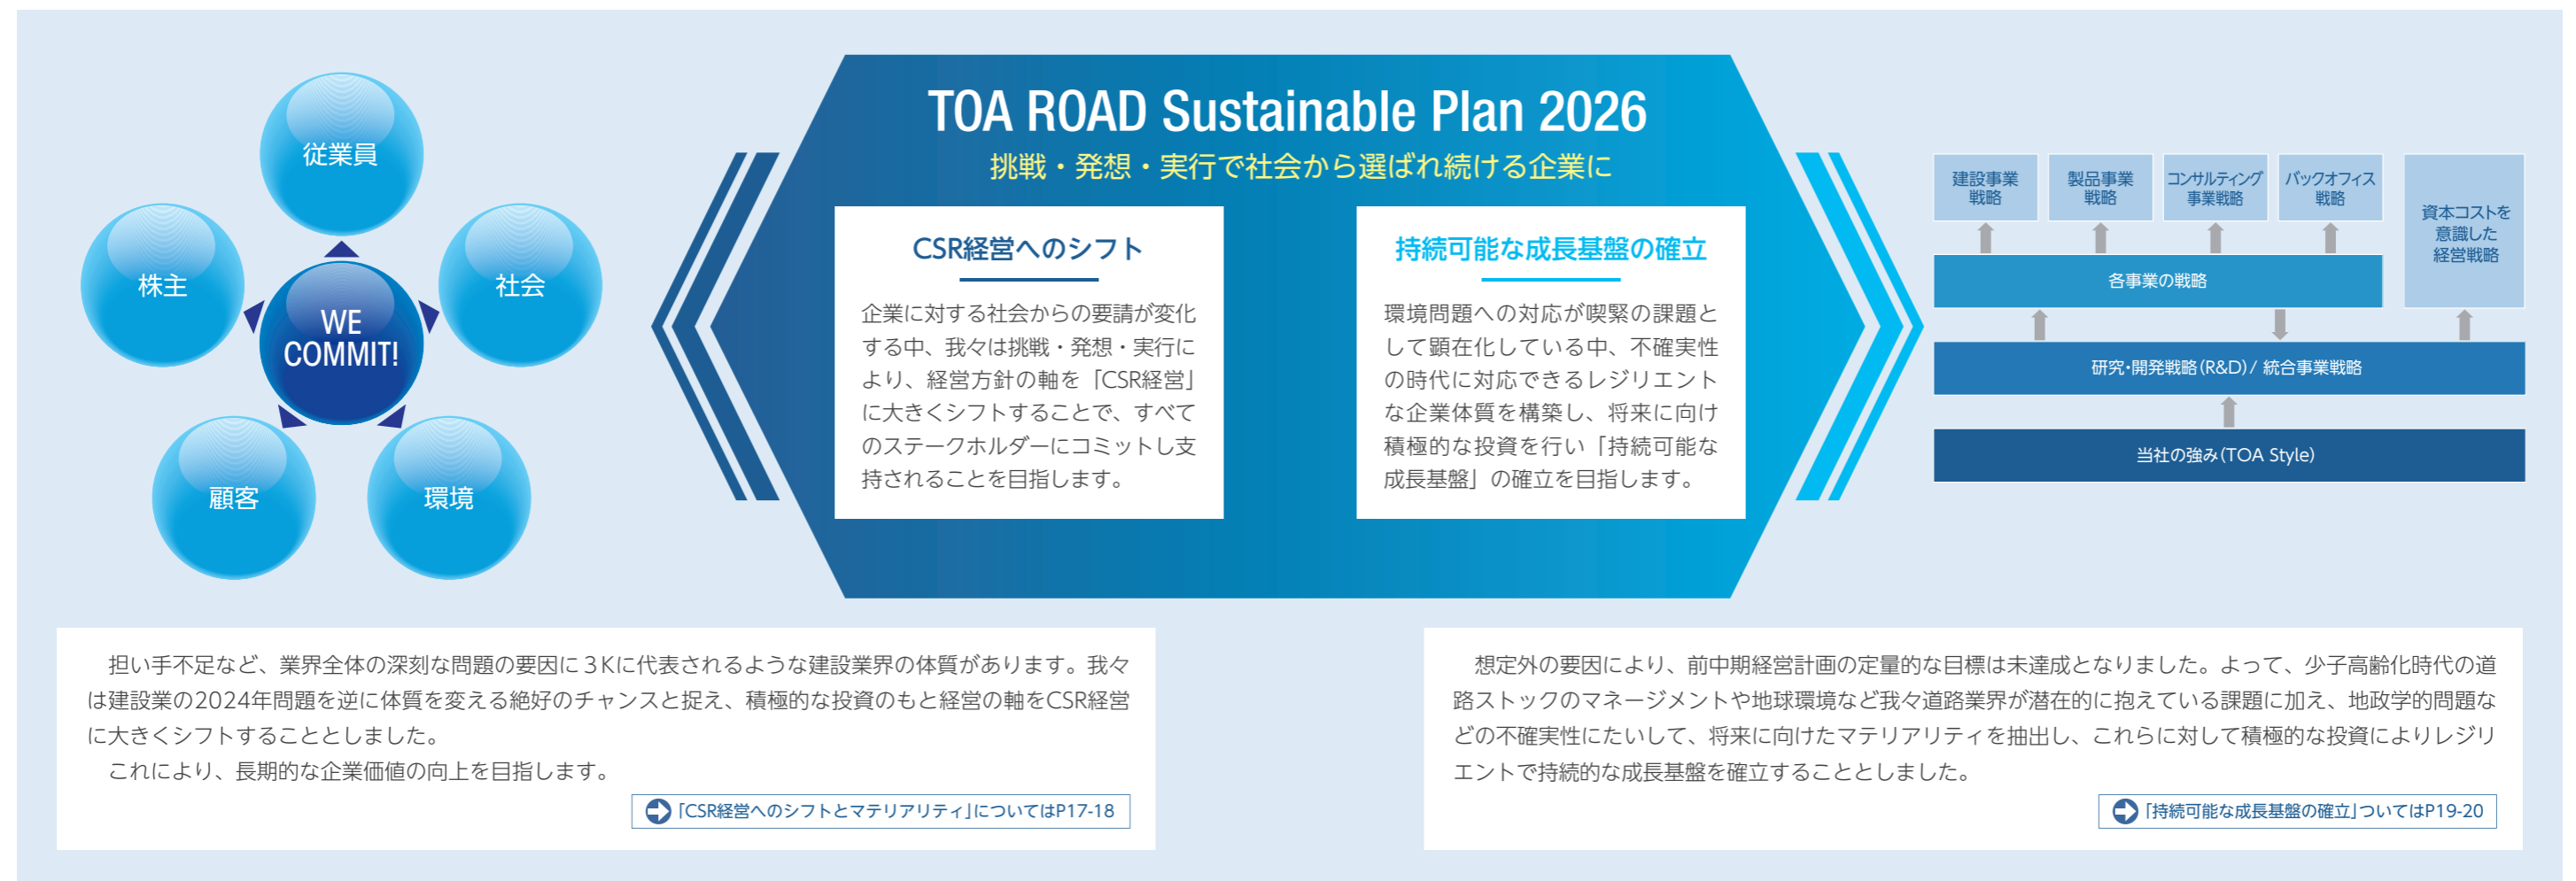 TOA ROAD Sustainable Plan 2026
挑戦・発想・実行で社会から選ばれ続ける企業に
従業員
株主
社会
WE
COMMIT!
顧客
環境
CSR経営へのシフト
企業に対する社会からの要請が変化
する中、我々は挑戦・発想・実行に
より、経営方針の軸を「CSR経営」
に大きくシフトすることで、すべて
のステークホルダーにコミットし支
持されることを目指します。
持続可能な成長基盤の確立
環境問題への対応が喫緊の課題と
して顕在化している中、不確実性
の時代に対応できるレジリエント
な企業体質を構築し、将来に向け
積極的な投資を行い「持続可能な
成長基盤」の確立を目指します。
建設事業
戦略
製品事業
戦略
コンサルティング
事業戦略
バックオフィス
戦略
資本コストを
意識した
経営戦略
各事業の戦略
研究・開発戦略(R&D)/ 統合事業戦略
当社の強み(TOA Style)
担い手不足など、業界全体の深刻な問題の要因に３Kに代表されるような建設業界の体質があります。我々
は建設業の2024年問題を逆に体質を変える絶好のチャンスと捉え、積極的な投資のもと経営の軸をCSR経営
に大きくシフトすることとしました。
これにより、長期的な企業価値の向上を目指します。
「CSR経営へのシフトとマテリアリティ」についてはP17-18
想定外の要因により、前中期経営計画の定量的な目標は未達成となりました。よって、少子高齢化時代の道
路ストックのマネージメントや地球環境など我々道路業界が潜在的に抱えている課題に加え、地政学的問題な
どの不確実性にたいして、将来に向けたマテリアリティを抽出し、これらに対して積極的な投資によりレジリ
エントで持続的な成長基盤を確立することとしました。
「持続可能な成長基盤の確立」ついてはP19-20